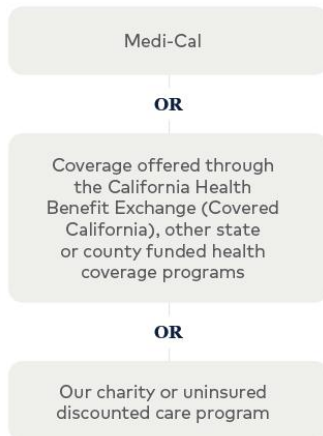 Medi-Cal
OR
Coverage offered through
the California Health
Benefit Exchange (Covered
California), other state
or county funded health
coverage programs
OR
Our charity or uninsured
discounted care program